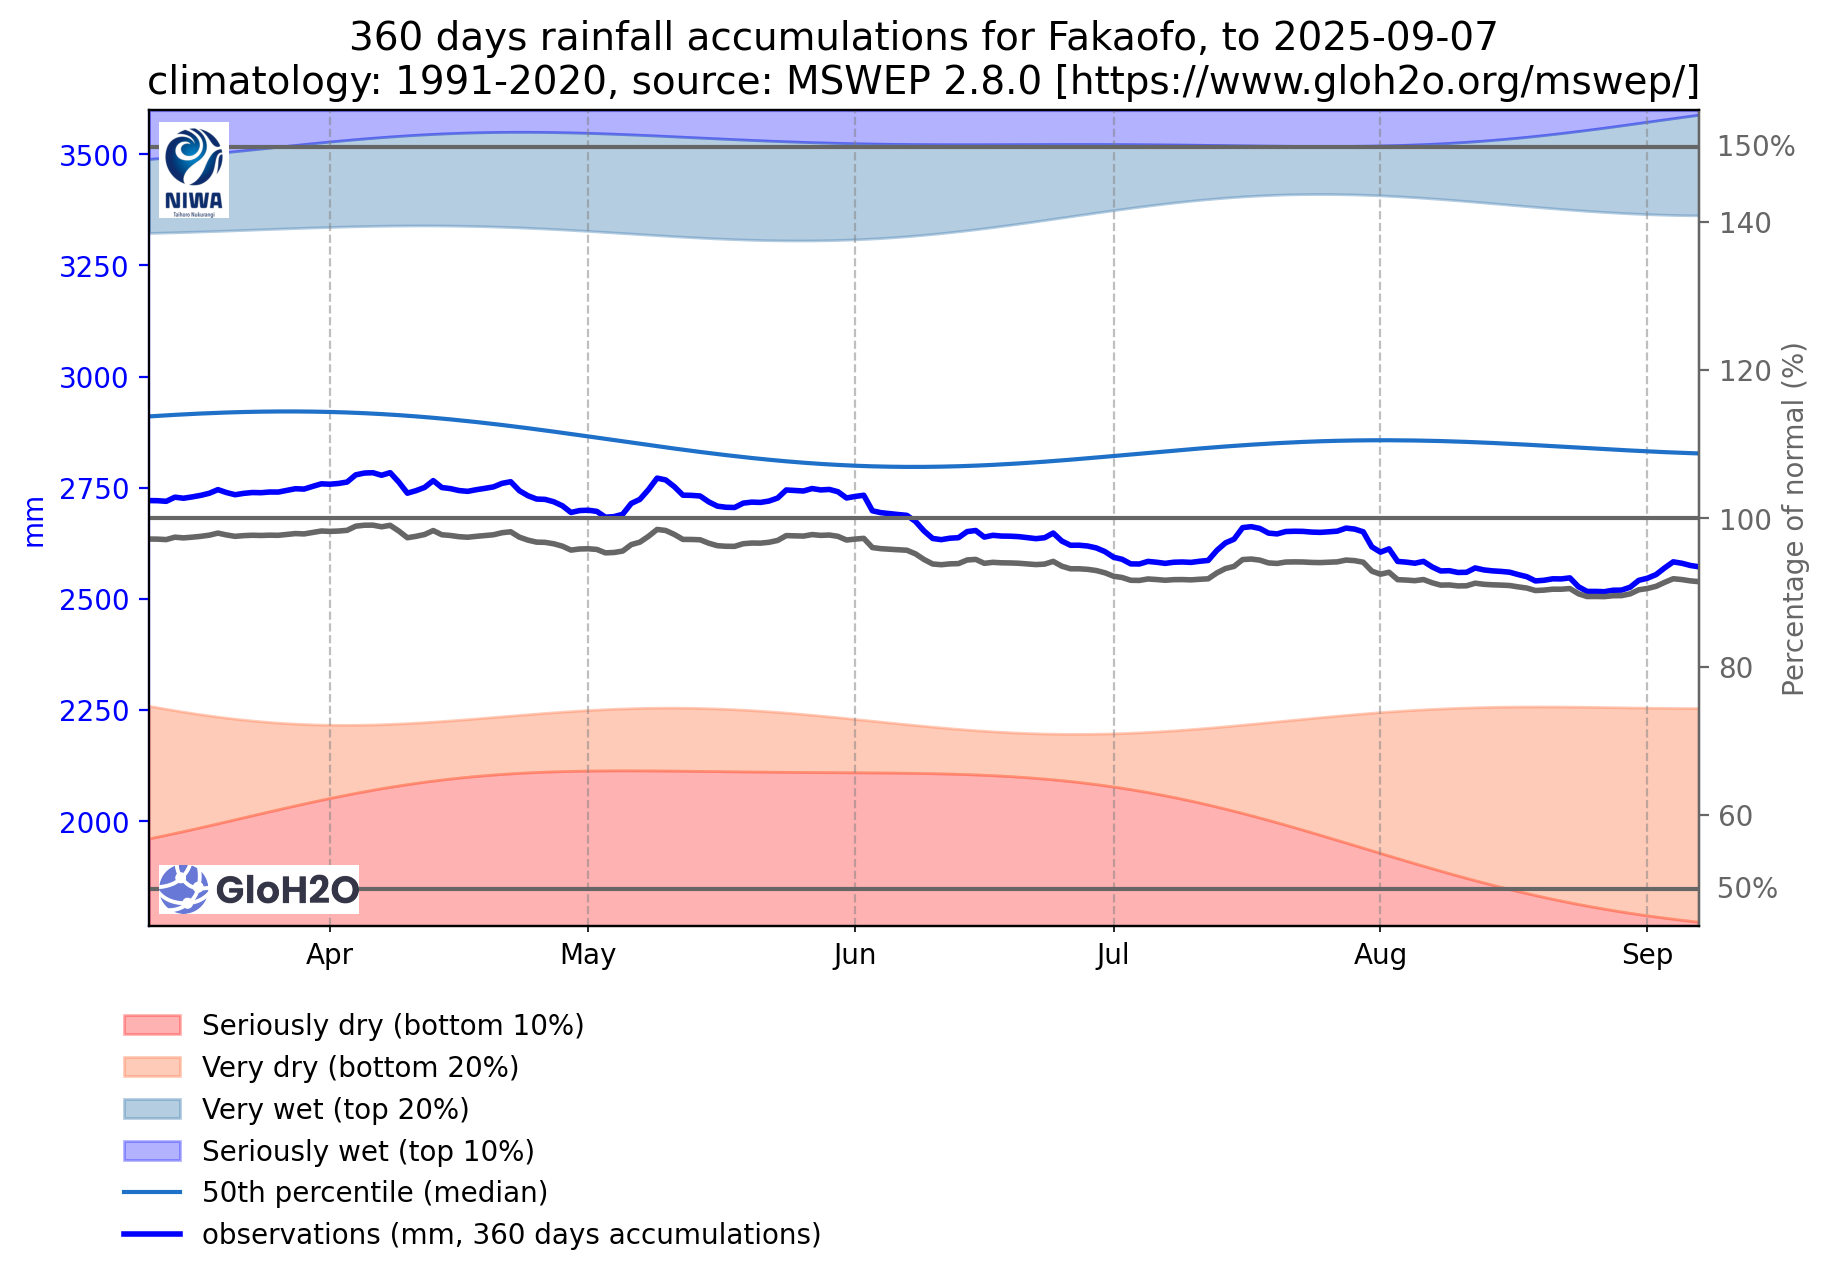 360 days rainfall accumulations for Fakaofo, to 2025-09-07
climatology: 1991-2020, source: MSWEP 2.8.0 [https://www.gloh2o.org/mswep/]
3500
3250
3000
2750
2500
2250
2000
mm
NIWA
Taihoro Nukurangi
GloH2O
150%
140
120
100
80
60
50%
Percentage of normal (%)
Apr
May
Jun
Jul
Aug
Sep
Seriously dry (bottom 10%)
Very dry (bottom 20%)
Very wet (top 20%)
Seriously wet (top 10%)
50th percentile (median)
observations (mm, 360 days accumulations)